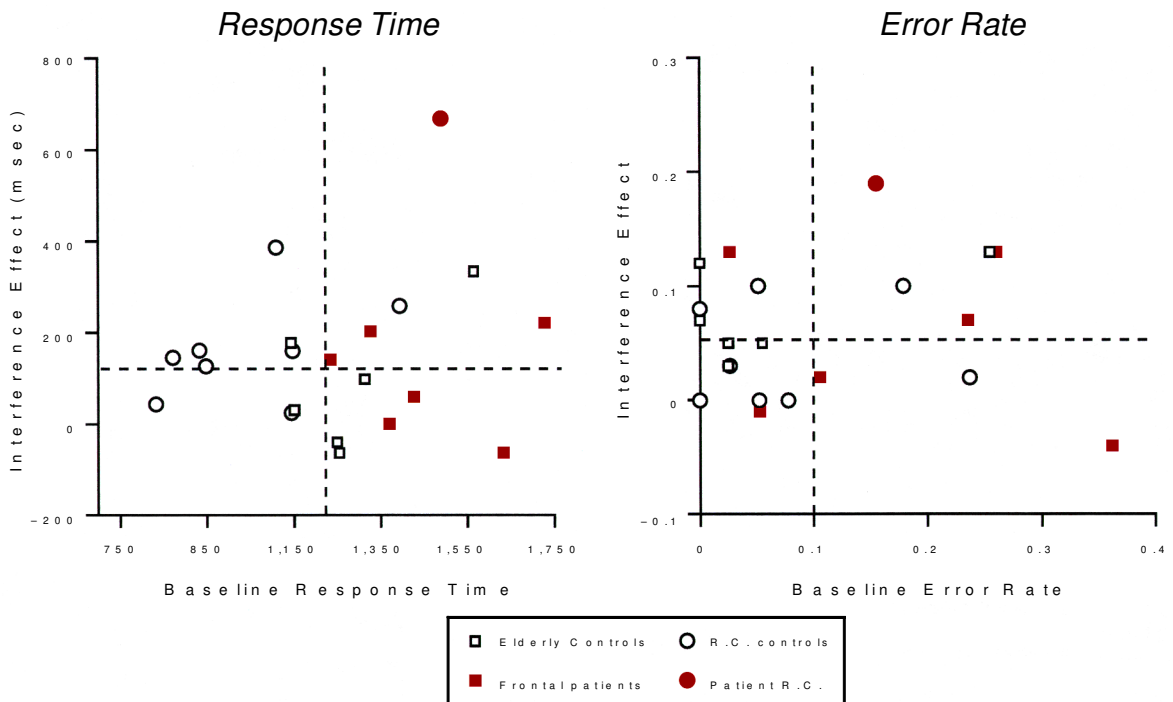 Response Time
Error Rate
Interference Effect (msec)
800
600
400
200
0
−200
750 850 1,150 1,350 1,550 1,750
Baseline Response Time
Interference Effect
0.3
0.2
0.1
0
−0.1
0 0.1 0.2 0.3 0.4
Baseline Error Rate
Elderly Controls
R.C. controls
Frontal patients
Patient R.C.